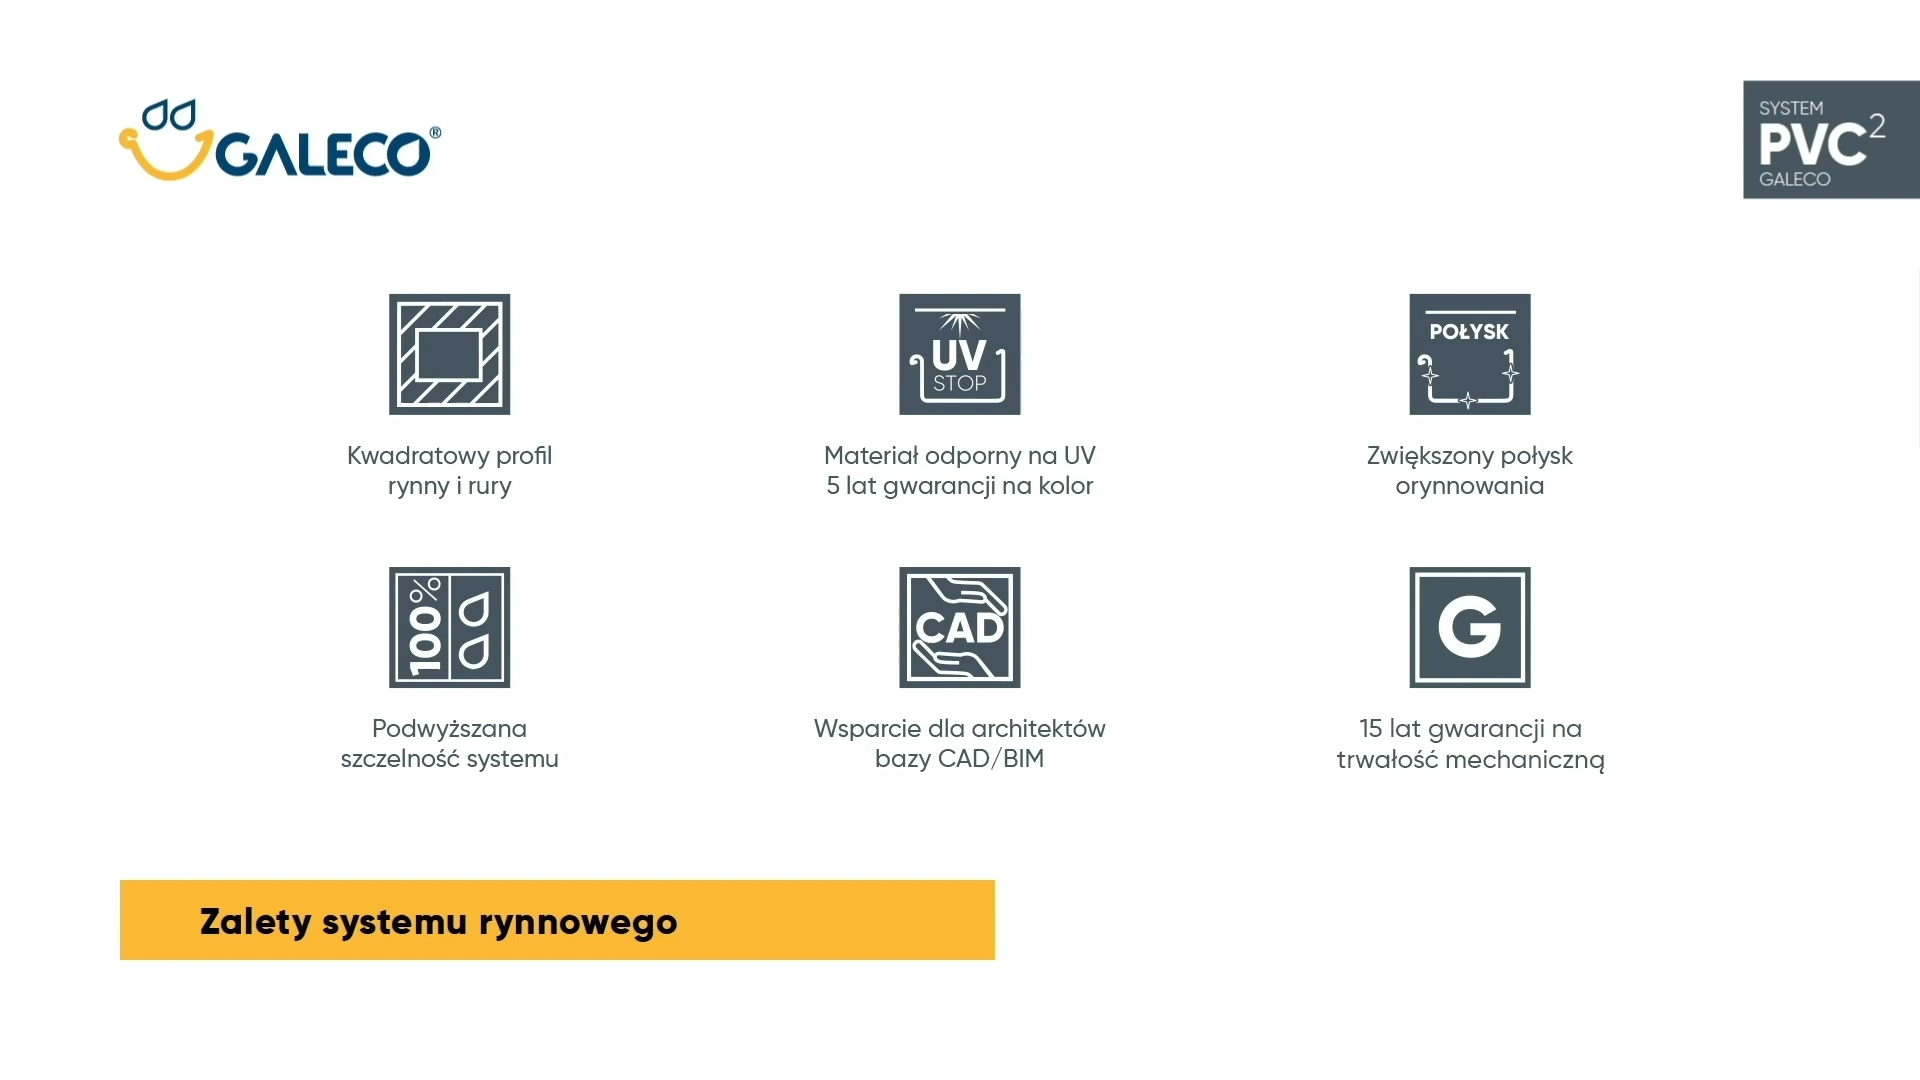 GALECO®
SYSTEM
PVC²
GALECO
UV
STOP
POŁYSK
Kwadratowy profil
rynny i rury
Materiał odporny na UV
5 lat gwarancji na kolor
Zwiększony połysk
orynnowania
100%
CAD
G
Podwyższana
szczelność systemu
Wsparcie dla architektów
bazy CAD/BIM
15 lat gwarancji na
trwałość mechaniczną
Zalety systemu rynnowego